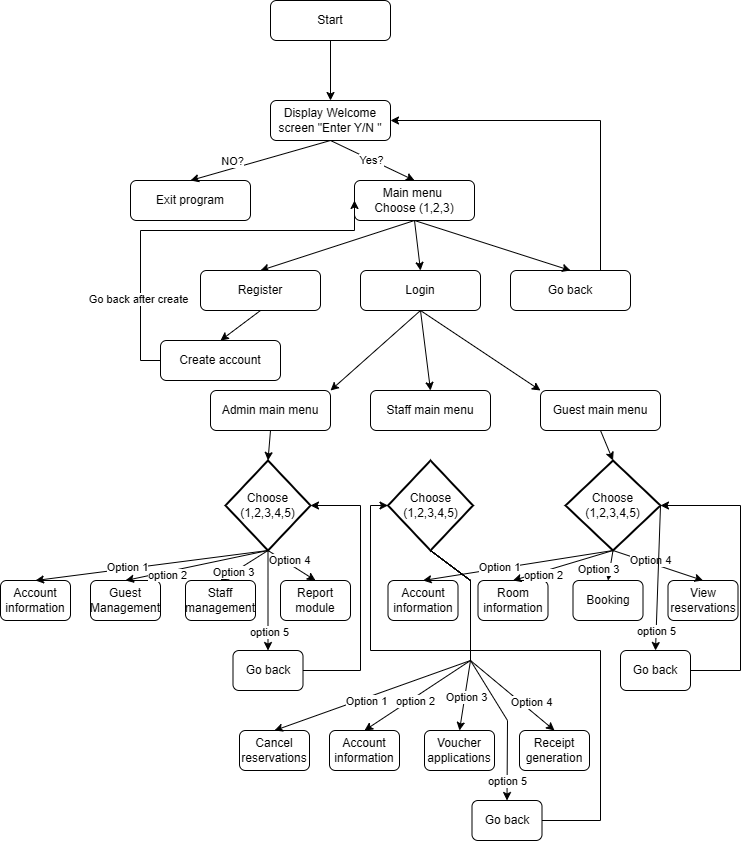 Start
Display Welcome
screen "Enter Y/N "
NO?
Yes?
Exit program
Main menu
Choose (1,2,3)
Register
Login
Go back
Go back after create
Create account
Admin main menu
Staff main menu
Guest main menu
Choose
(1,2,3,4,5)
Choose
(1,2,3,4,5)
Choose
(1,2,3,4,5)
Option 1
option 2
Option 3
Option 4
Option 1
option 2
Option 3
Option 4
Account
information
Guest
Management
Staff
management
Report
module
Account
information
Room
information
Booking
View
reservations
option 5
option 5
Go back
Go back
Option 1
option 2
Option 3
Option 4
Cancel
reservations
Account
information
Voucher
applications
Receipt
generation
option 5
Go back